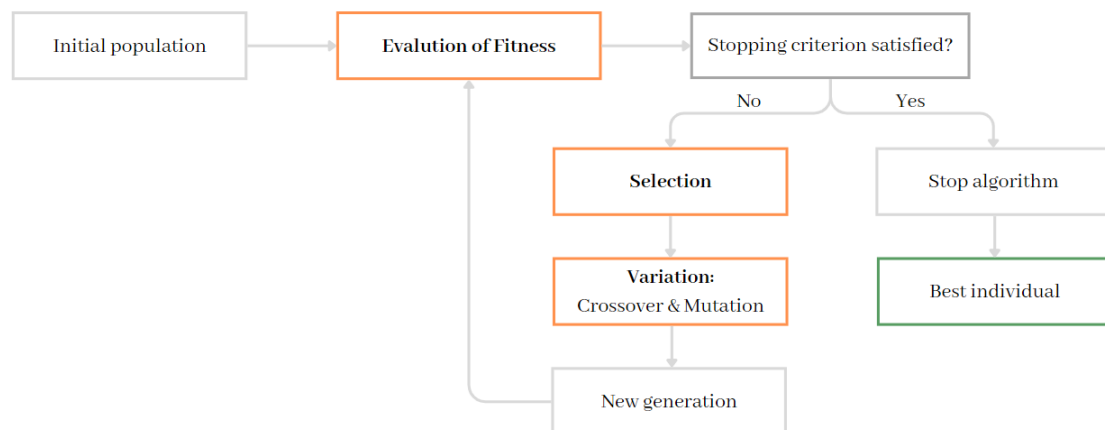 Initial population
Evalution of Fitness
Stopping criterion satisfied?
No
Yes
Selection
Stop algorithm
Variation:
Crossover & Mutation
Best individual
New generation